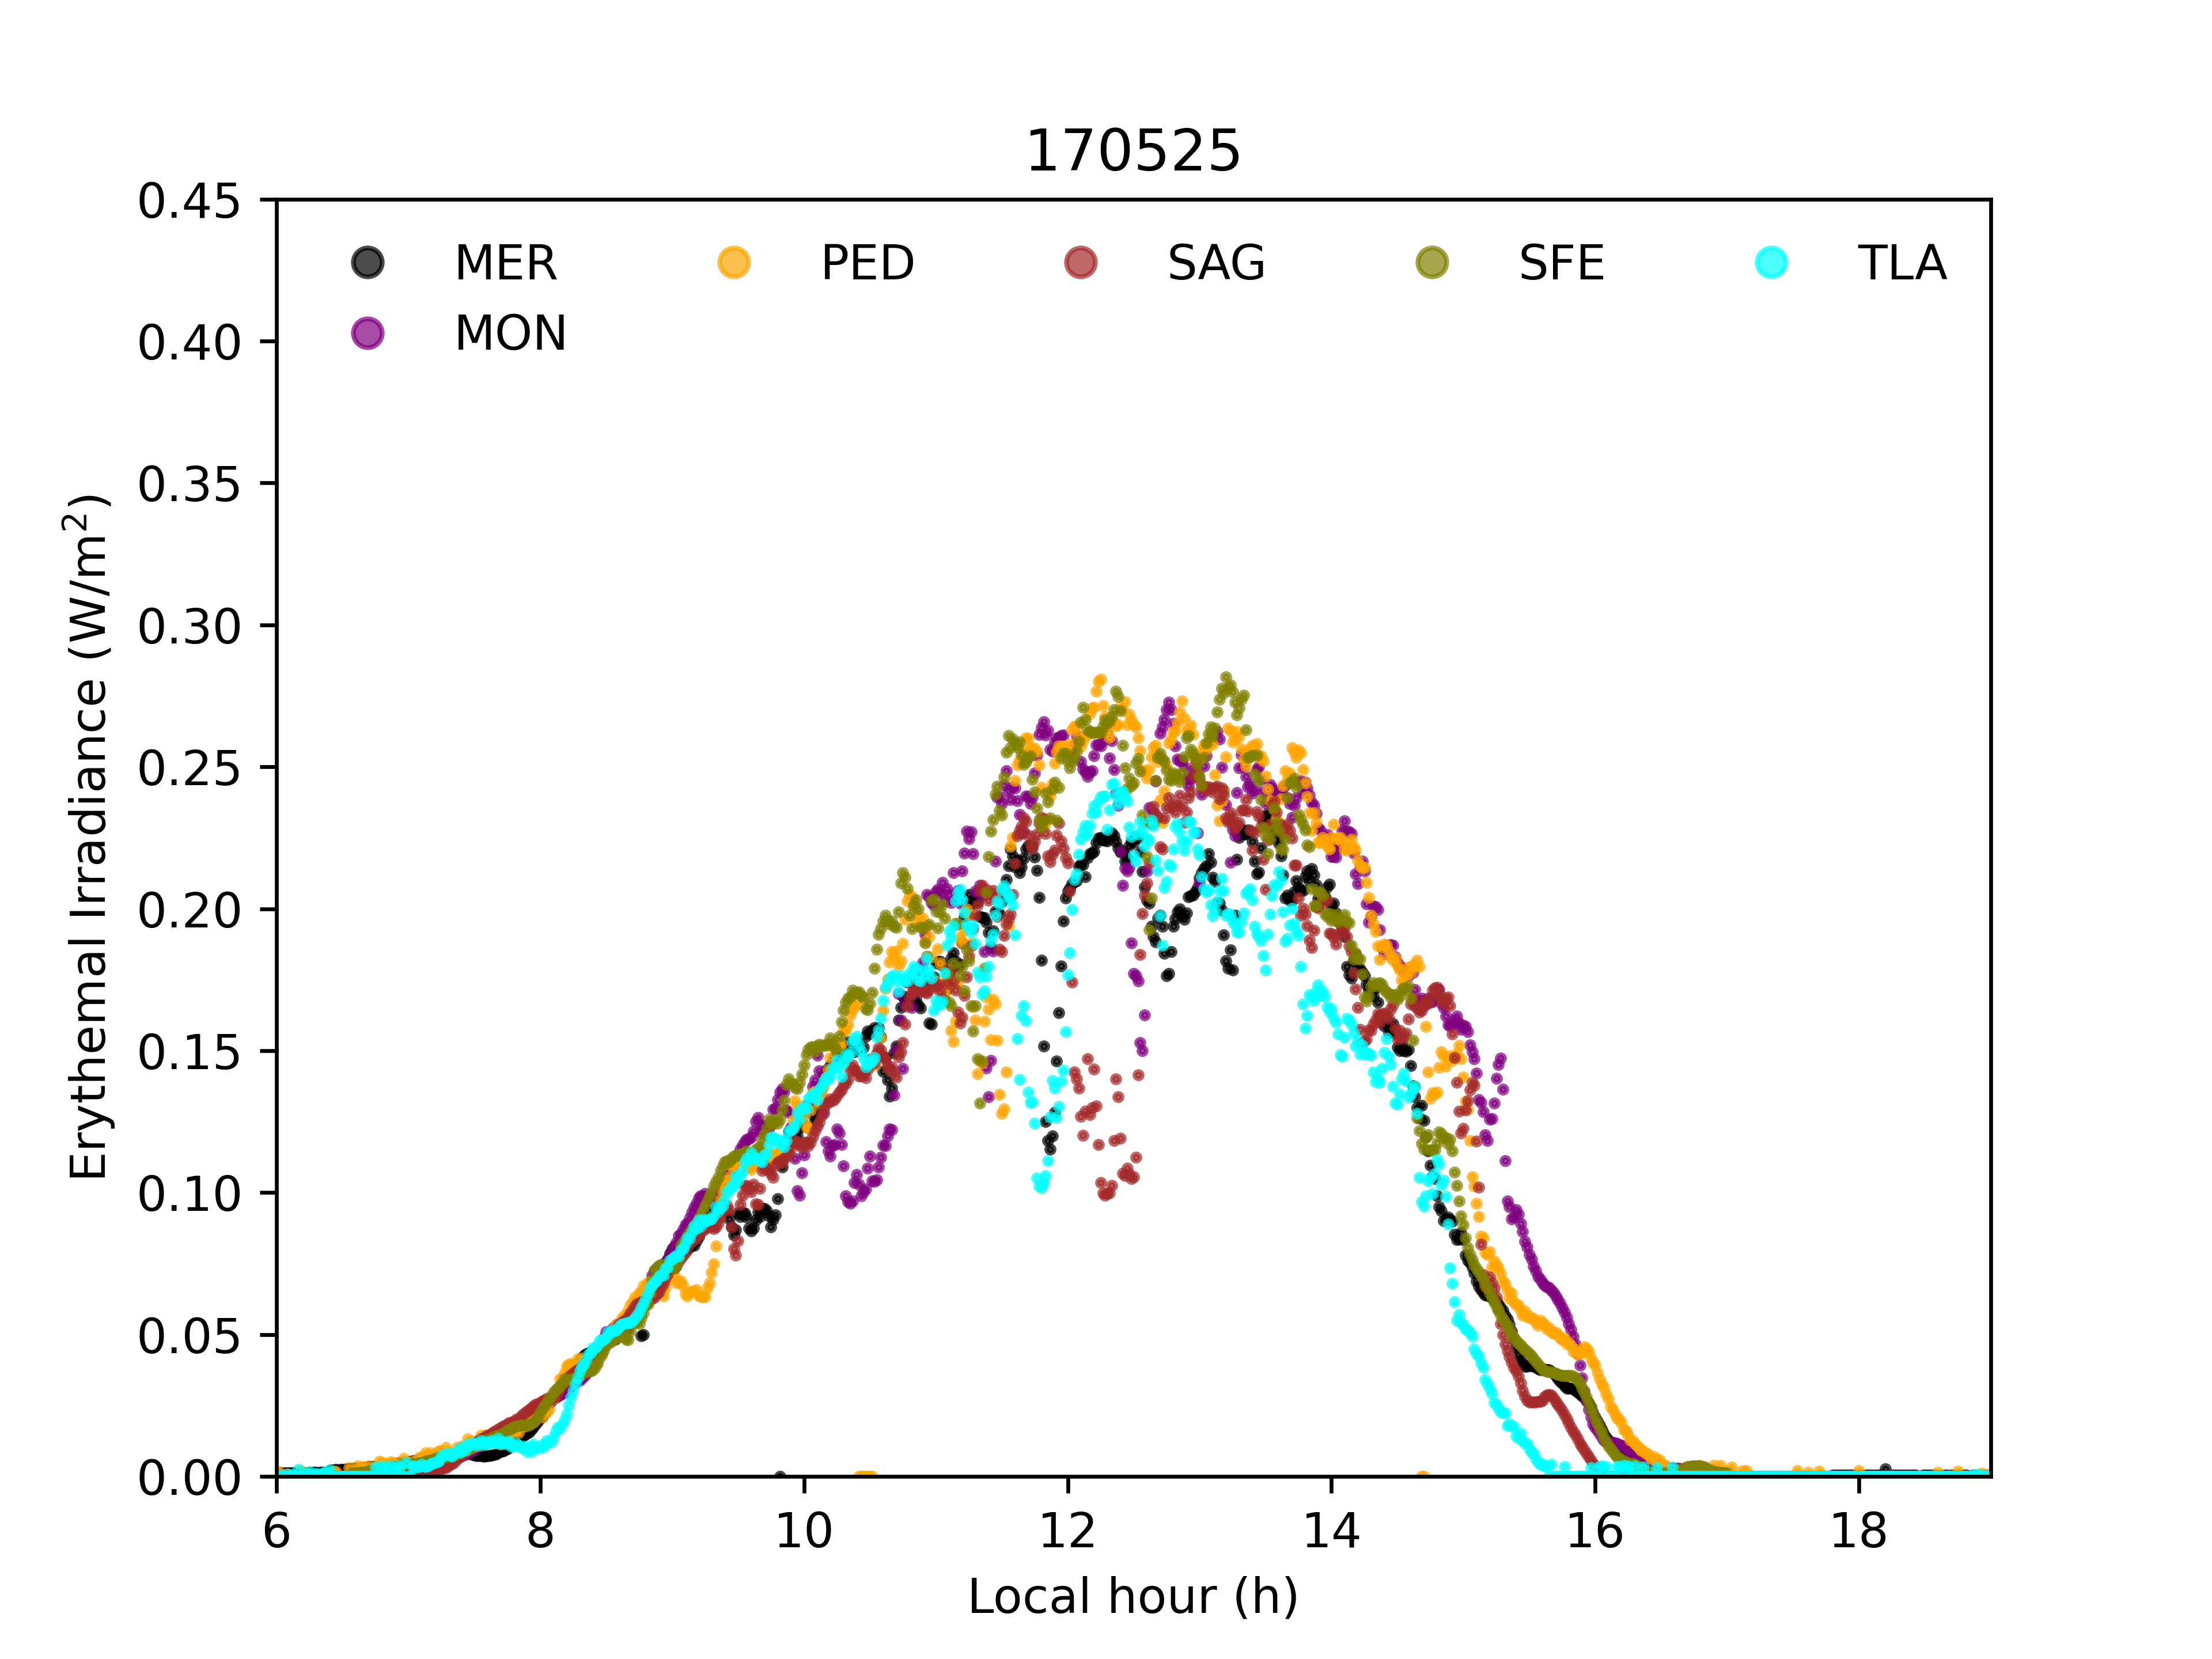 170525
0.45
0.40
0.35
0.30
0.25
0.20
0.15
0.10
0.05
0.00
Erythemal Irradiance (W/m²)
MER PED SAG SFE TLA
MON
6 8 10 12 14 16 18
Local hour (h)